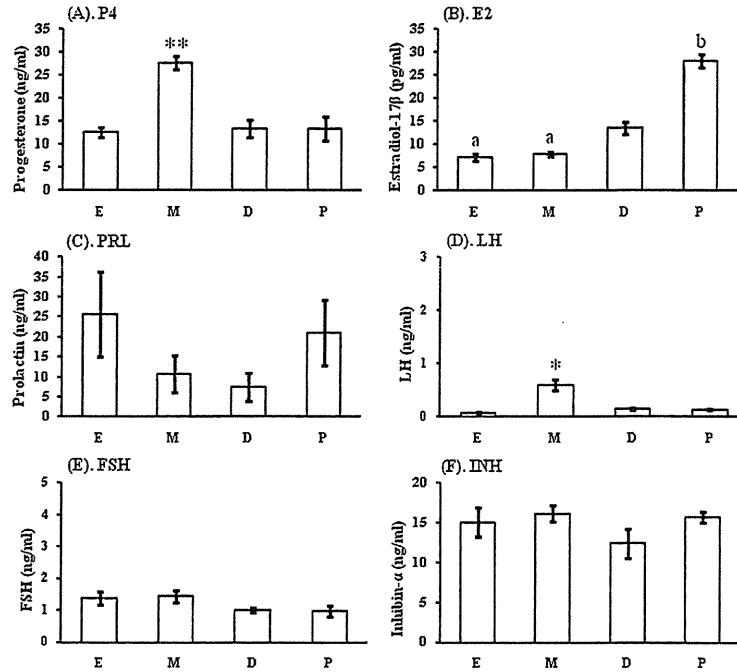 (A). P4
Progesterone (ng/ml)
35
30
25
20
15
10
5
0
**
E M D P
(B). E2
Estradiol-17β (pg/ml)
35
30
25
20
15
10
5
0
a a b
E M D P
(C). PRL
Prolactin (ng/ml)
40
35
30
25
20
15
10
5
0
E M D P
(D). LH
LH (ng/ml)
3
2
1
0
*
E M D P
(E). FSH
FSH (ng/ml)
5
4
3
2
1
0
E M D P
(F). INH
Inhibin-α (ng/ml)
20
15
10
5
0
E M D P